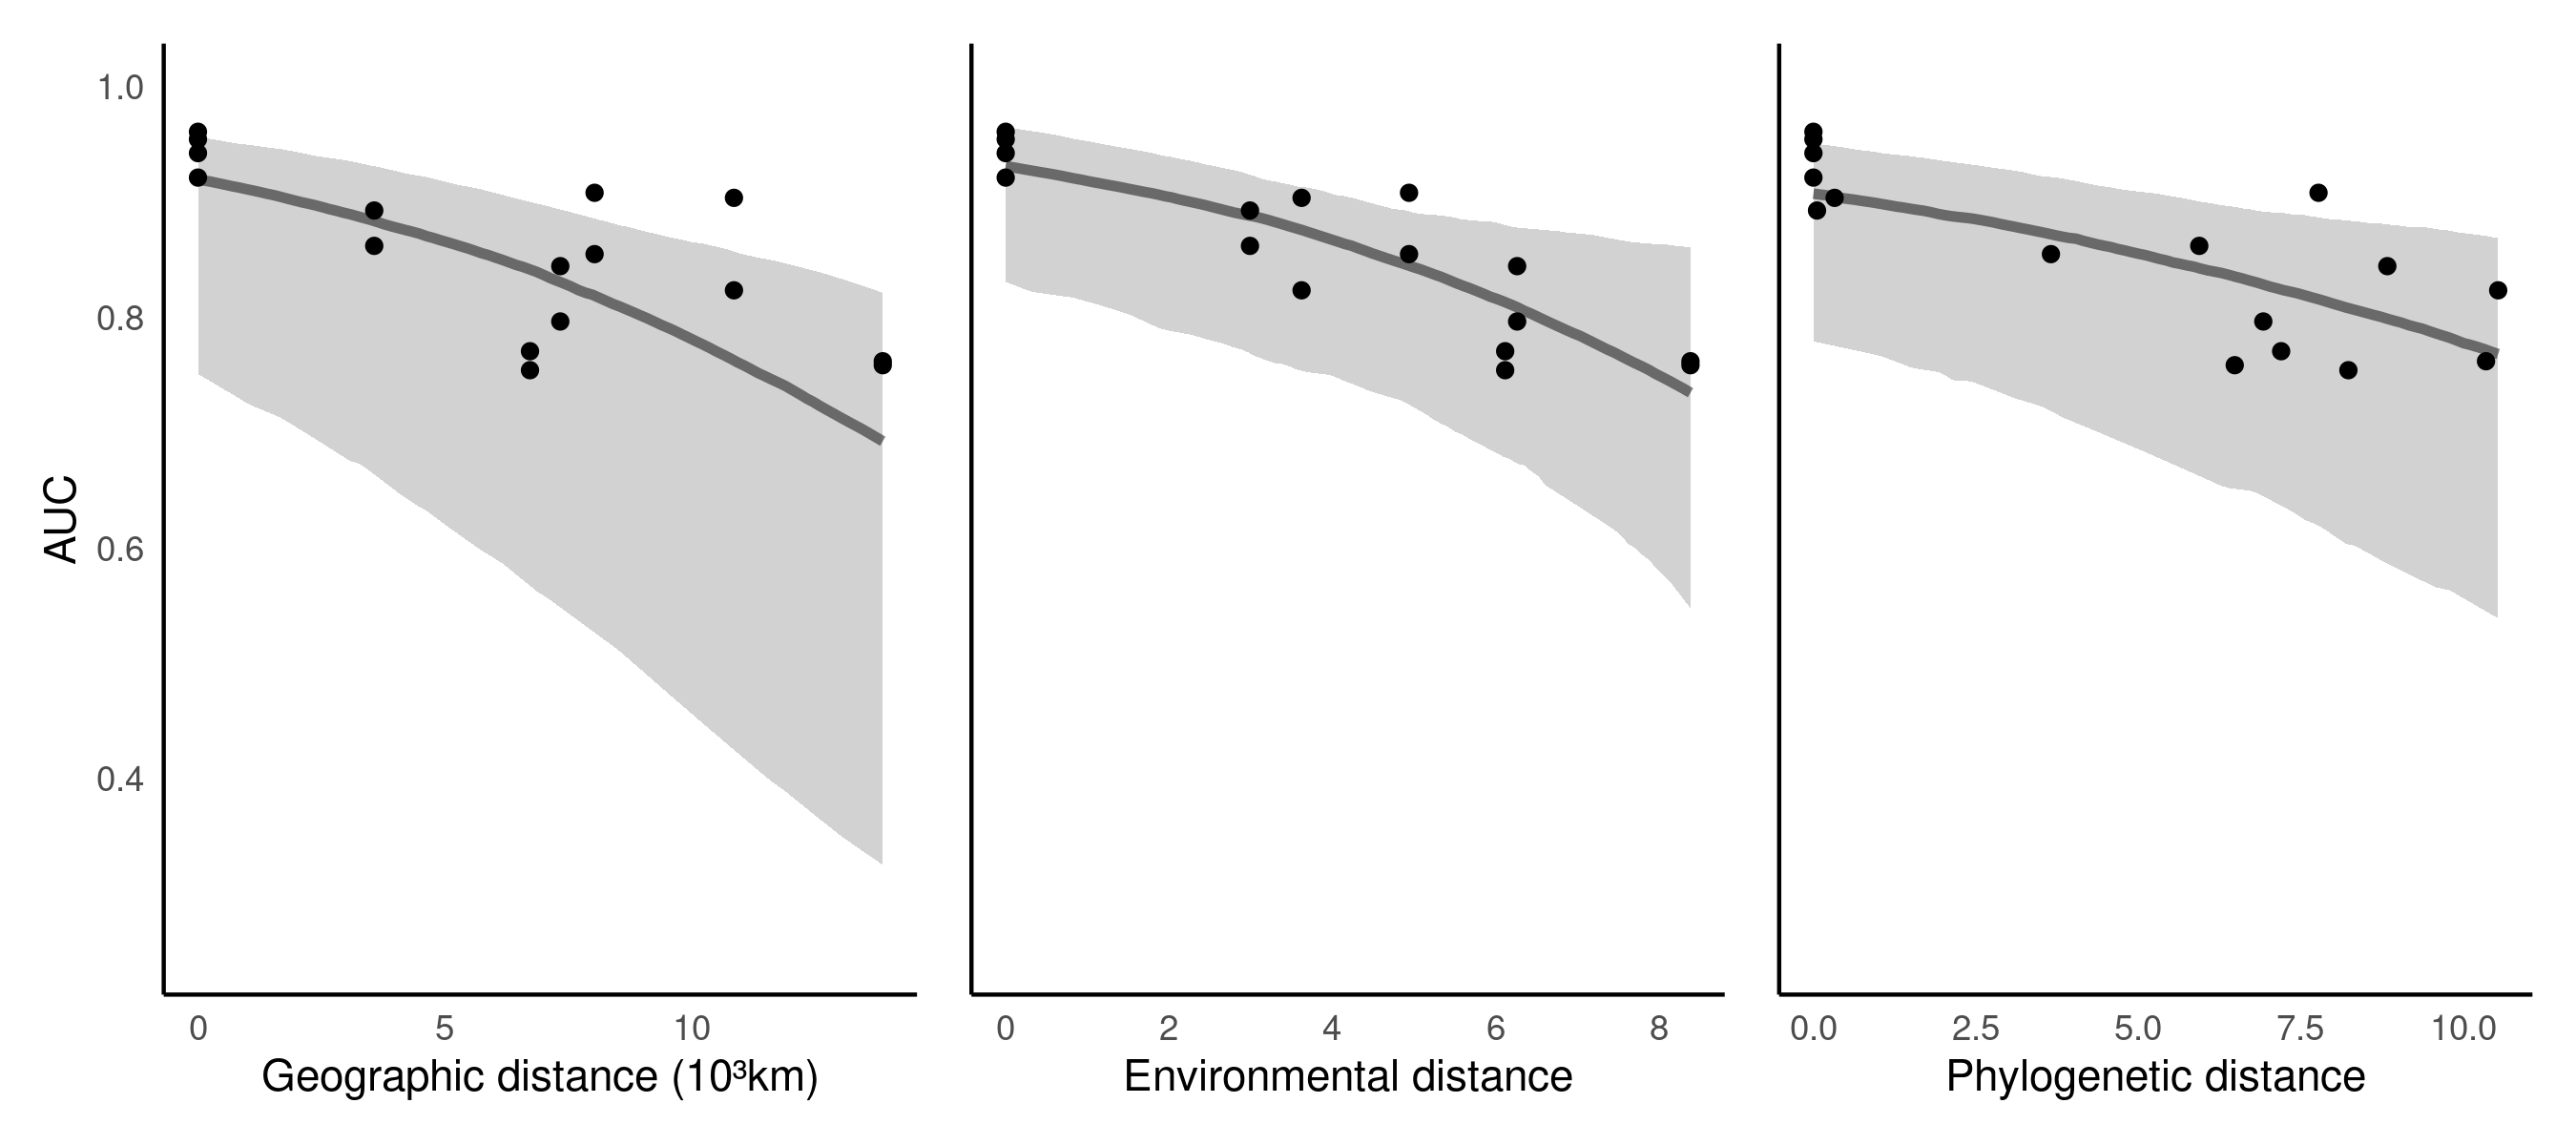 AUC
1.0
0.8
0.6
0.4
0 5 10
Geographic distance (10³km)
0 2 4 6 8
Environmental distance
0.0 2.5 5.0 7.5 10.0
Phylogenetic distance